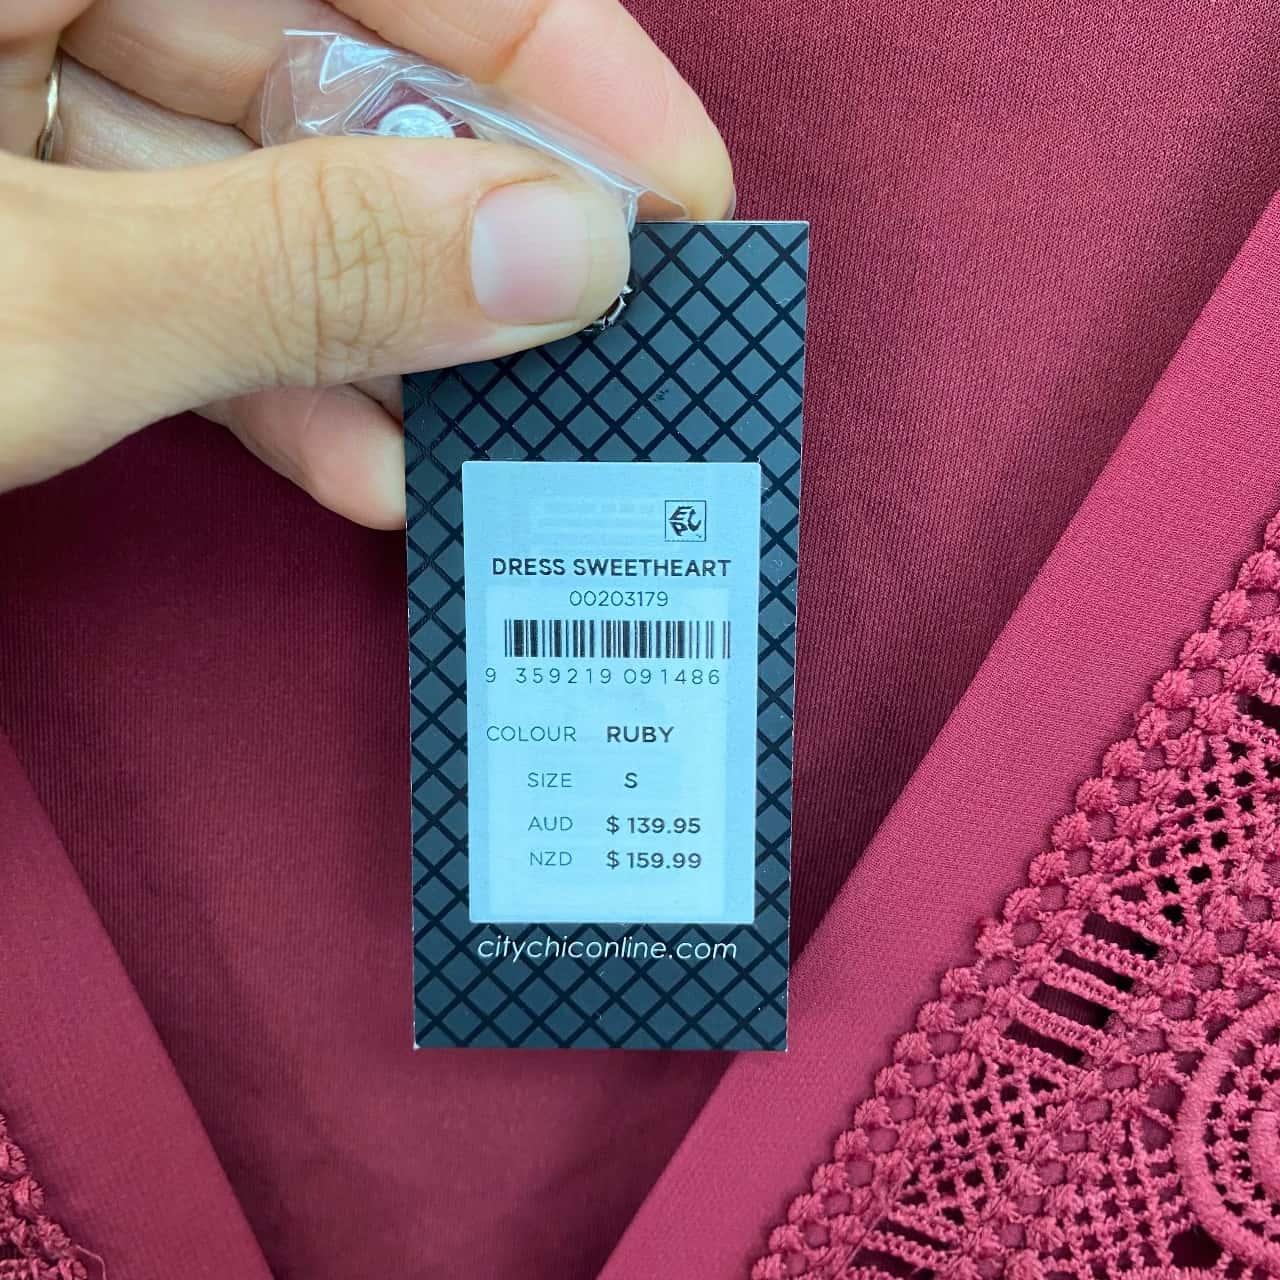 DRESS SWEETHEART
00203179
9 359219 091486
COLOUR RUBY
SIZE S
AUD $ 139.95
NZD $ 159.99
citychiconline.com